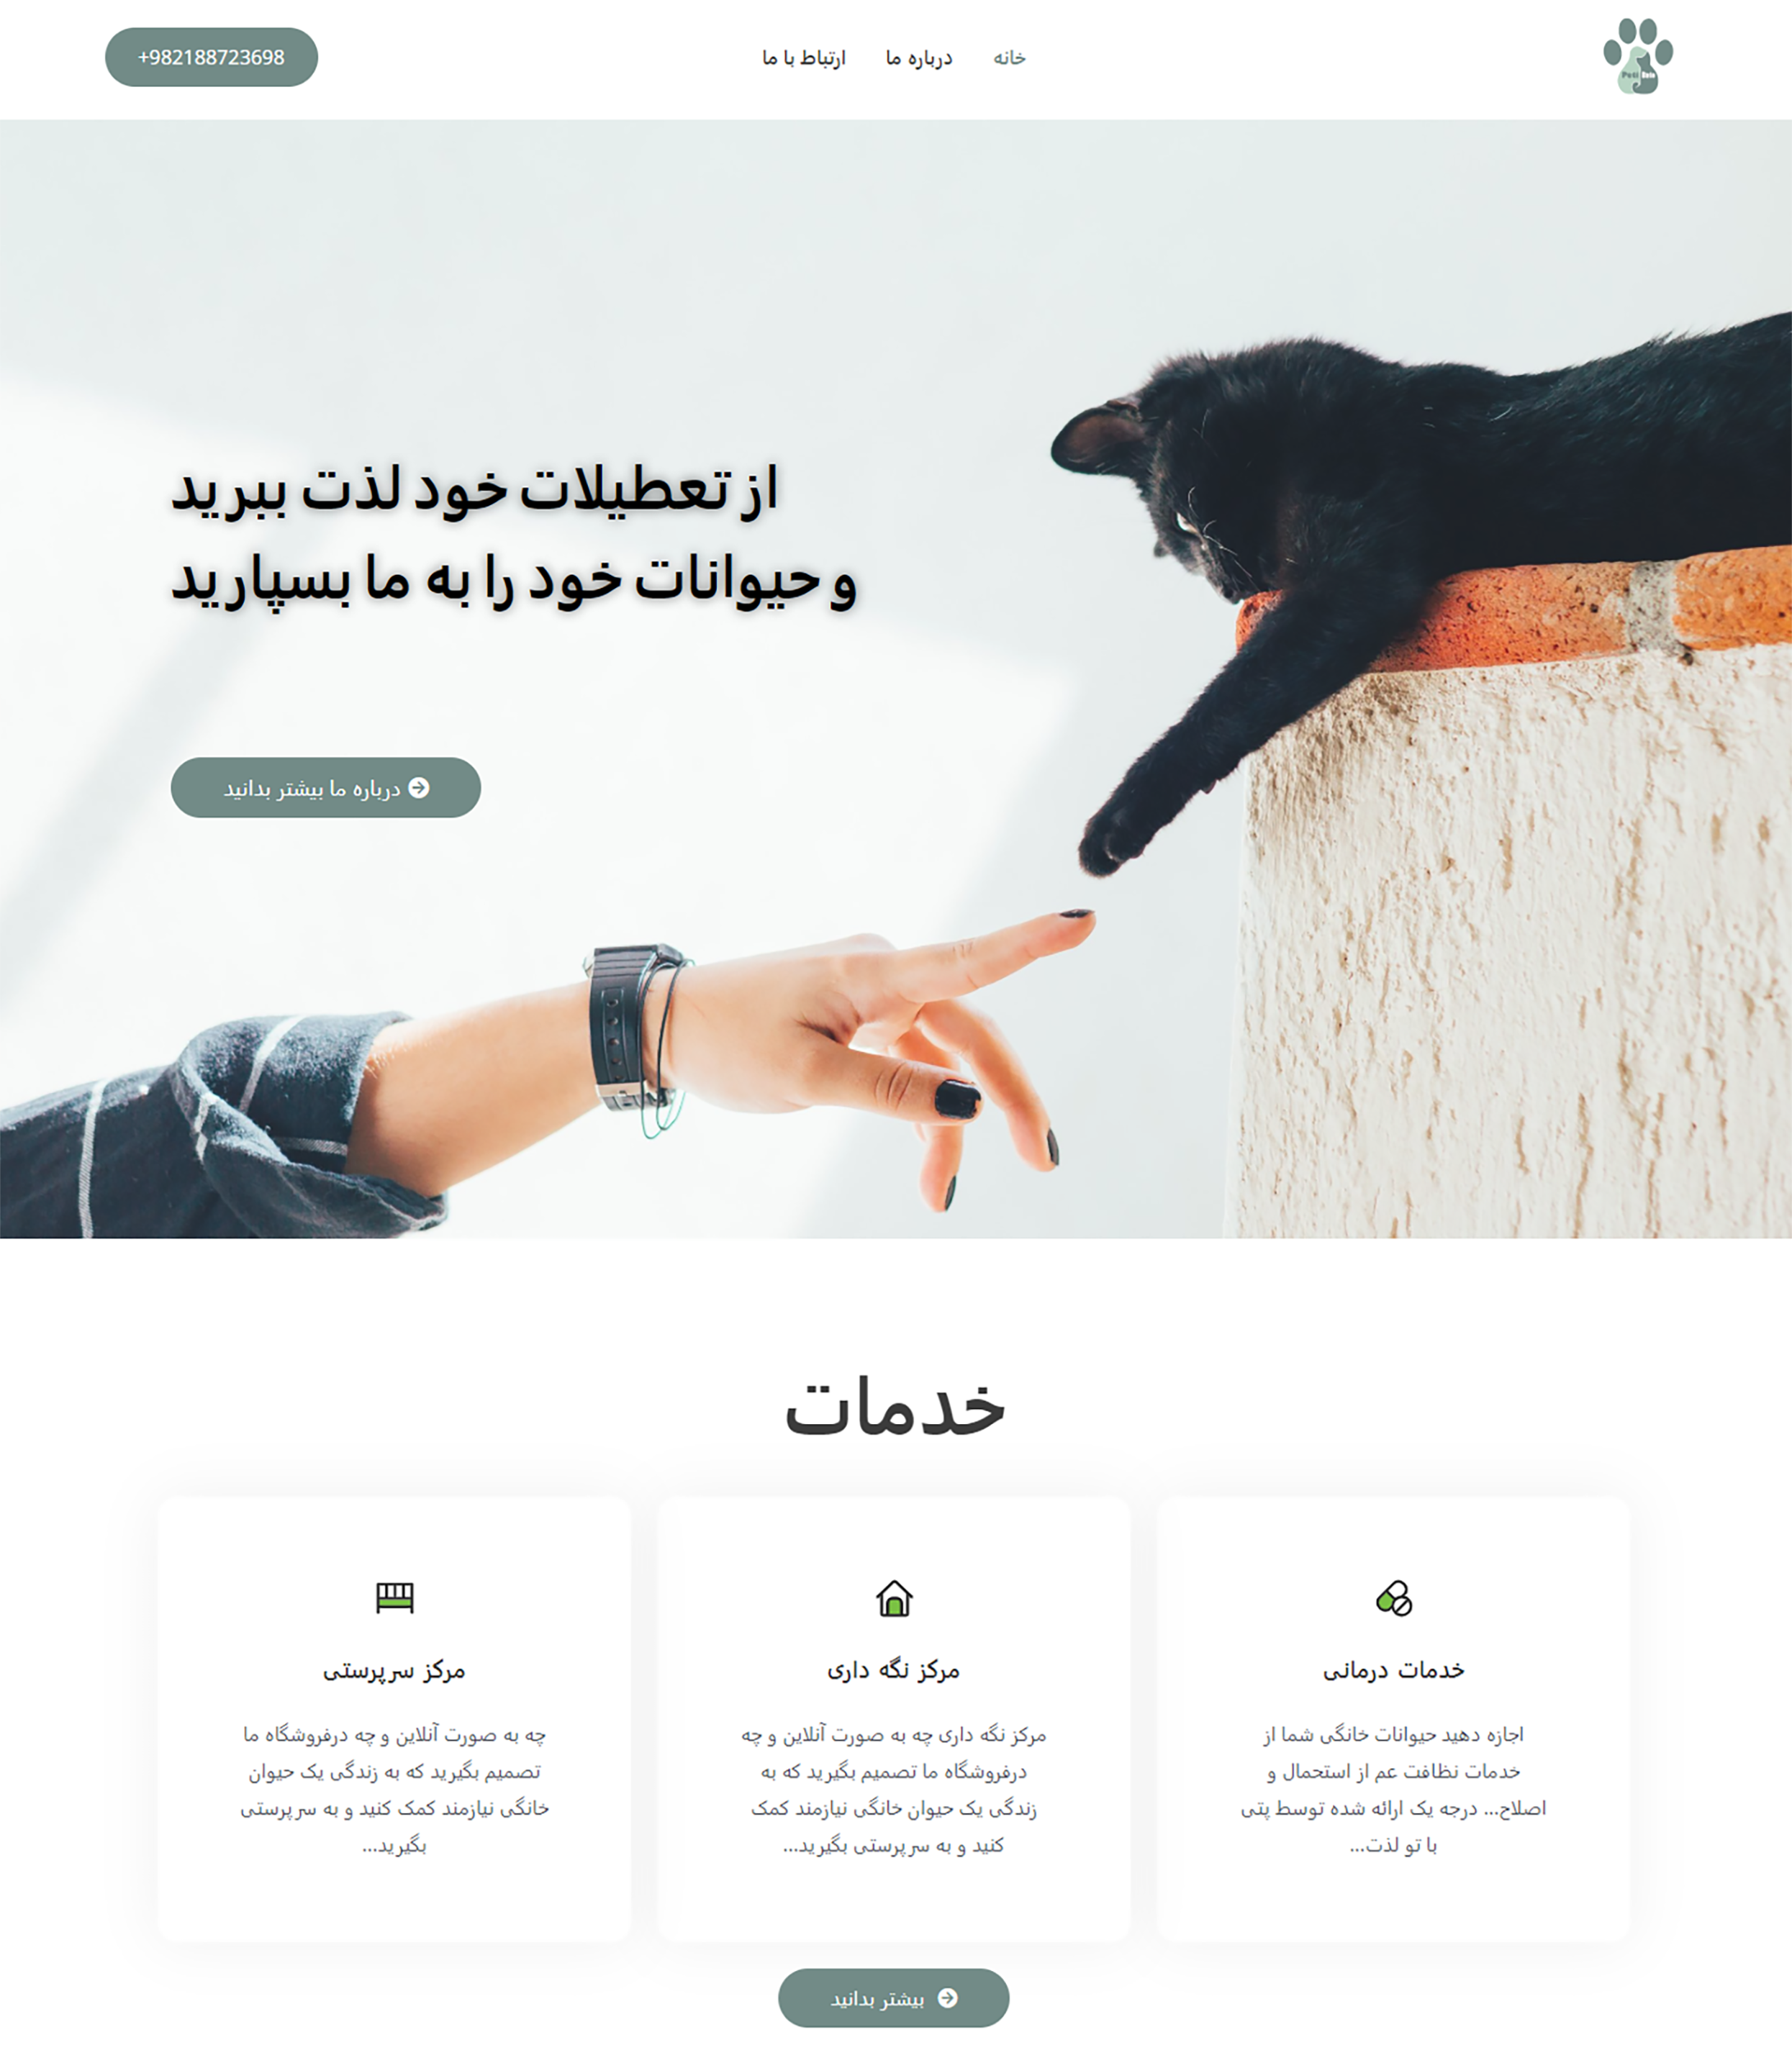 خانه
درباره ما
ارتباط با ما
+982188723698
از تعطیلات خود لذت ببرید
و حیوانات خود را به ما بسپارید
درباره ما بیشتر بدانید
خدمات
خدمات درمانی
اجازه دهید حیوانات خانگی شما از
خدمات نظافت عم از استحمال و
اصلاح... درجه یک ارائه شده توسط پتی
با تو لذت...
مرکز نگه داری
مرکز نگه داری چه به صورت آنلاین و چه
درفروشگاه ما تصمیم بگیرید که به
زندگی یک حیوان خانگی نیازمند کمک
کنید و به سرپرستی بگیرید...
مرکز سرپرستی
چه به صورت آنلاین و چه درفروشگاه ما
تصمیم بگیرید که به زندگی یک حیوان
خانگی نیازمند کمک کنید و به سرپرستی
بگیرید...
بیشتر بدانید